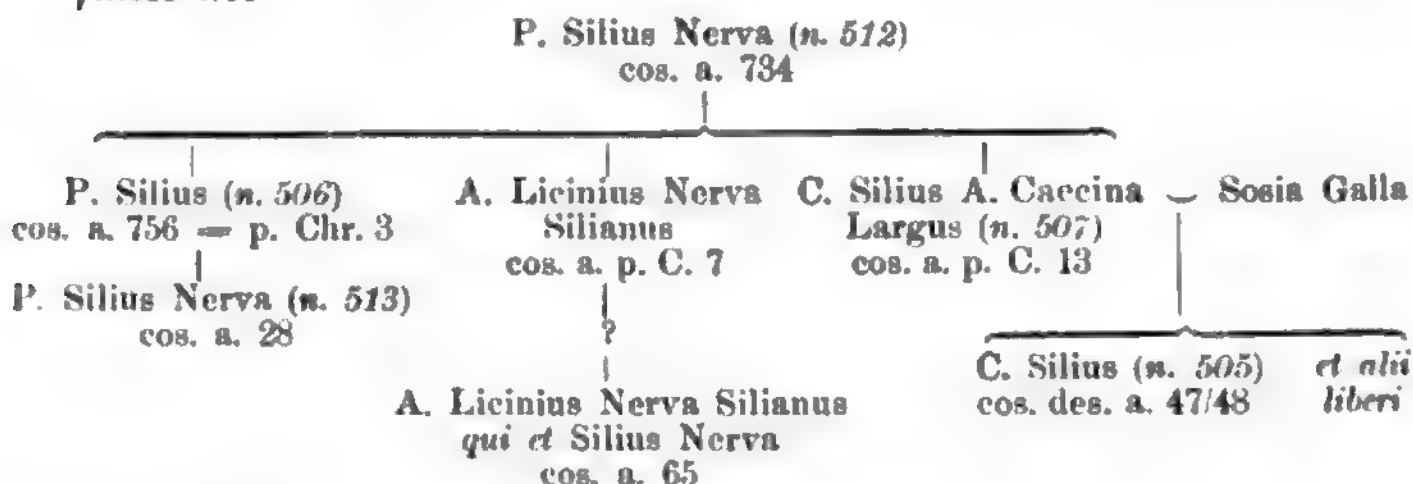 P. Silius Nerva (n. 512)
cos. a. 734
P. Silius (n. 506)
cos. a. 756 = p. Chr. 3
P. Silius Nerva (n. 513)
cos. a. 28
A. Licinius Nerva
Silianus
cos. a. p. C. 7
?
A. Licinius Nerva Silianus
qui et Silius Nerva
cos. a. 65
C. Silius A. Caecina
Largus (n. 507)
cos. a. p. C. 13
Sosia Galla
C. Silius (n. 505)
cos. des. a. 47/48
et alii
liberi